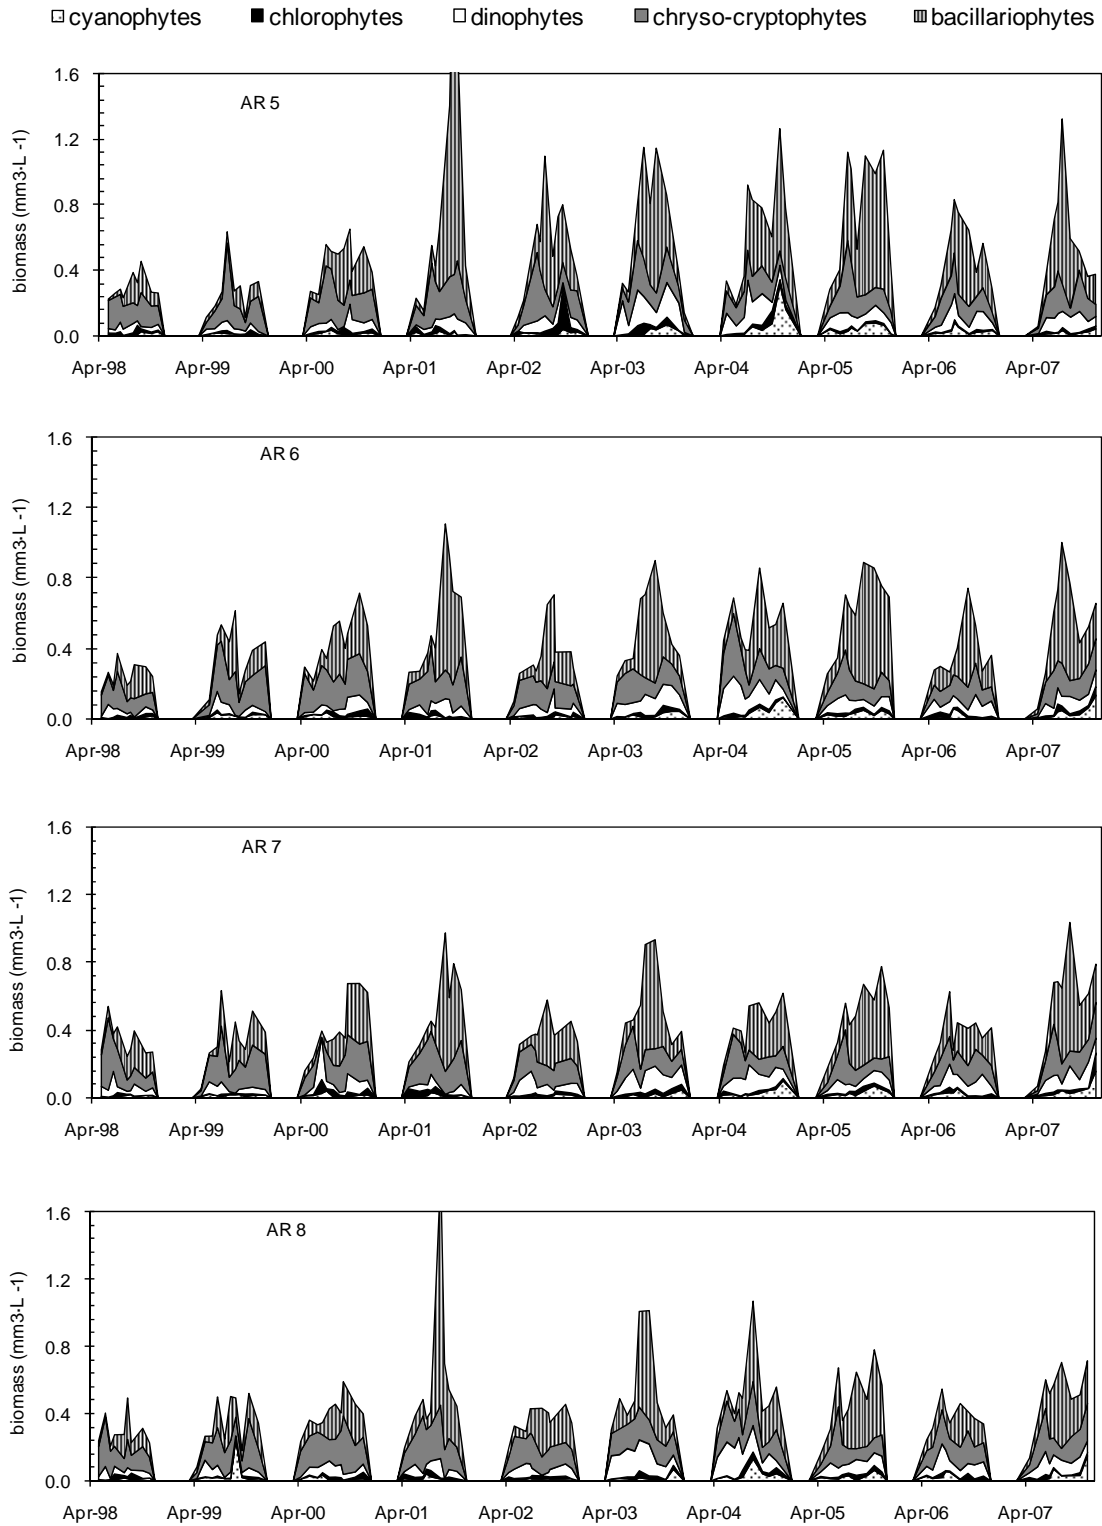 cyanophytes chlorophytes dinophytes chryso-cryptophytes bacillariophytes
AR 5
biomass (mm3·L -1)
1.6
1.2
0.8
0.4
0.0
Apr-98 Apr-99 Apr-00 Apr-01 Apr-02 Apr-03 Apr-04 Apr-05 Apr-06 Apr-07
AR 6
biomass (mm3·L -1)
1.6
1.2
0.8
0.4
0.0
Apr-98 Apr-99 Apr-00 Apr-01 Apr-02 Apr-03 Apr-04 Apr-05 Apr-06 Apr-07
AR 7
biomass (mm3·L -1)
1.6
1.2
0.8
0.4
0.0
Apr-98 Apr-99 Apr-00 Apr-01 Apr-02 Apr-03 Apr-04 Apr-05 Apr-06 Apr-07
AR 8
biomass (mm3·L -1)
1.6
1.2
0.8
0.4
0.0
Apr-98 Apr-99 Apr-00 Apr-01 Apr-02 Apr-03 Apr-04 Apr-05 Apr-06 Apr-07